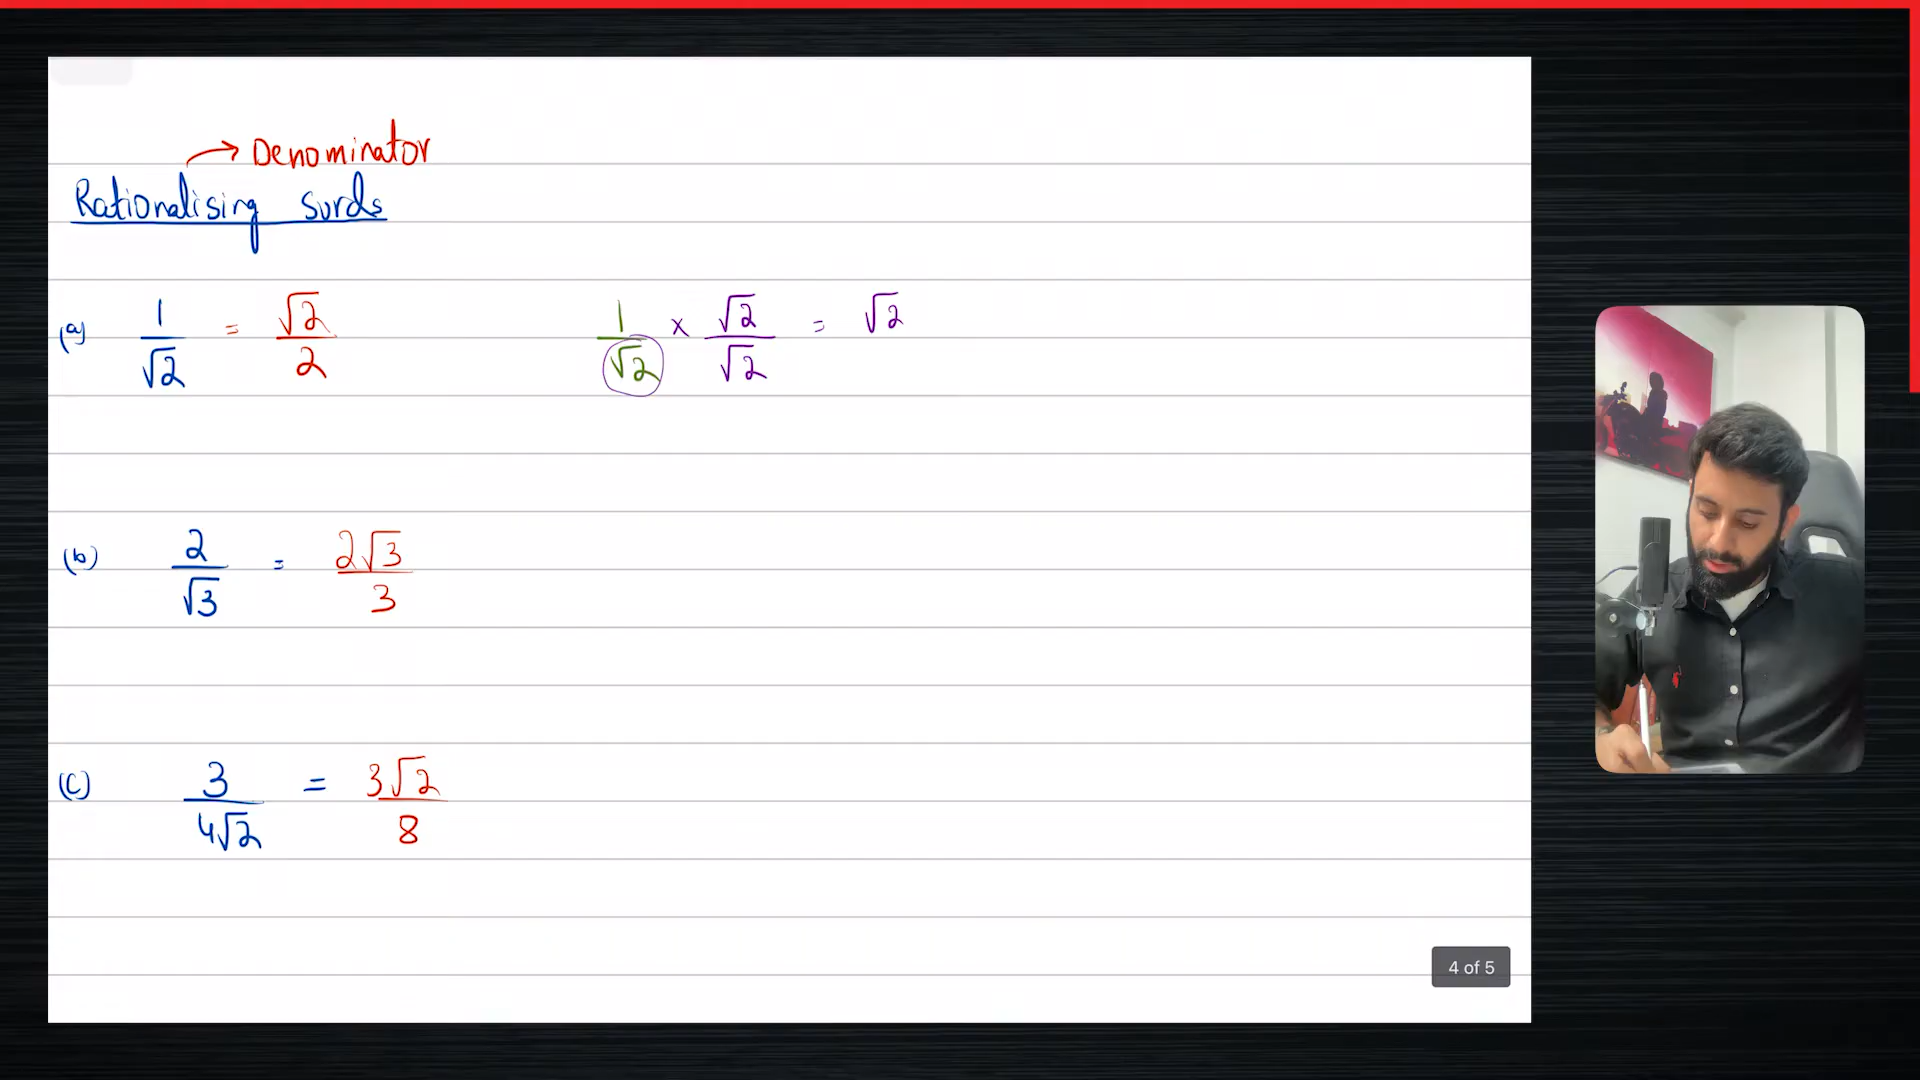 → Denominator
Rationalising surds
(a) 1/√2 = √2/2 1/√2 × √2/√2 = √2
(b) 2/√3 = 2√3/3
(c) 3/4√2 = 3√2/8
4 of 5